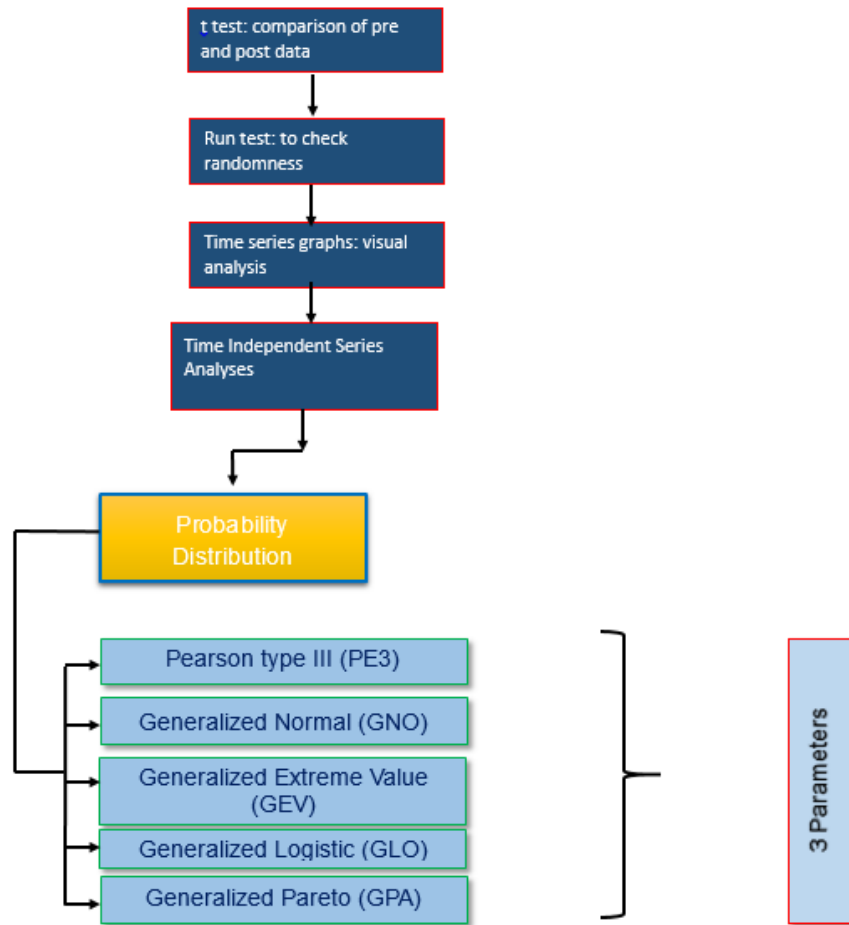 t test: comparison of pre
and post data
Run test: to check
randomness
Time series graphs: visual
analysis
Time Independent Series
Analyses
Probability
Distribution
Pearson type III (PE3)
Generalized Normal (GNO)
Generalized Extreme Value
(GEV)
Generalized Logistic (GLO)
Generalized Pareto (GPA)
3 Parameters